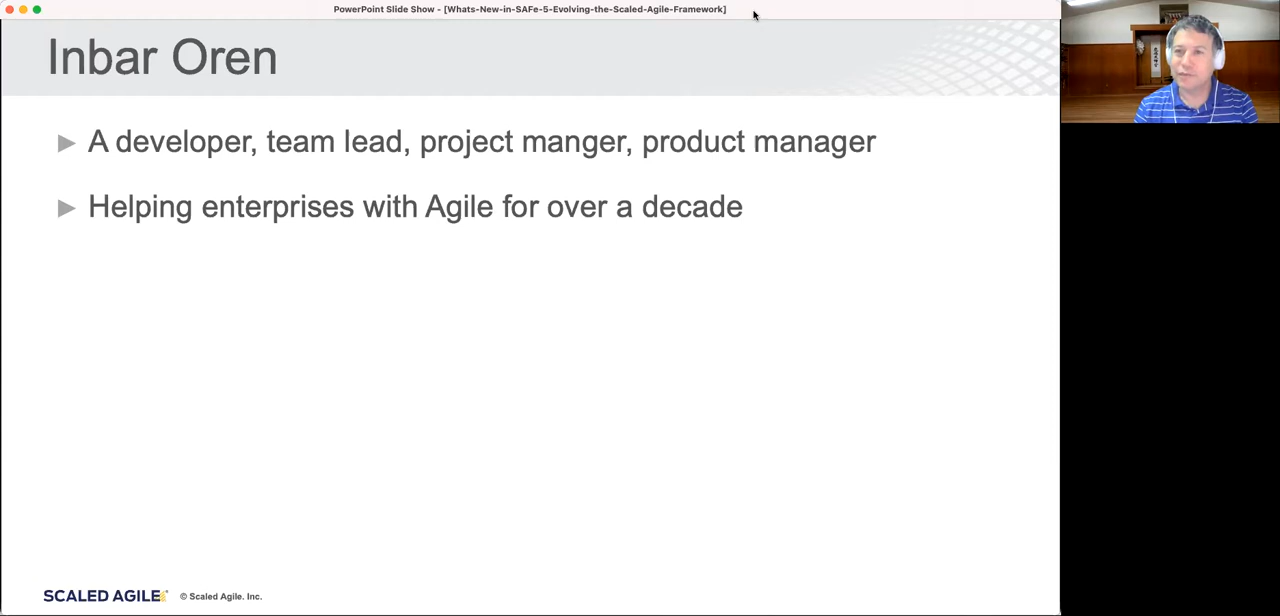 PowerPoint Slide Show - [Whats-New-in-SAFe-5-Evolving-the-Scaled-Agile-Framework]
Inbar Oren
► A developer, team lead, project manger, product manager
► Helping enterprises with Agile for over a decade
SCALED AGILE © Scaled Agile. Inc.